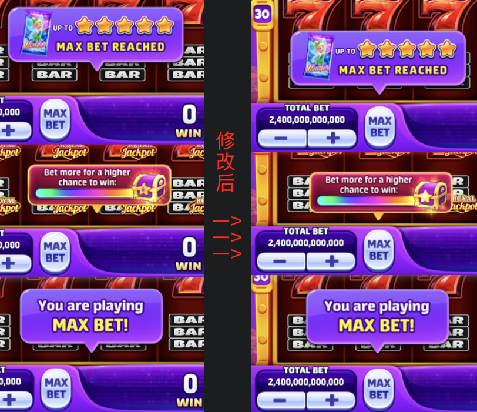 UP TO
MAX BET REACHED
BAR BAR BAR
,000
+
MAX
BET
0
WIN
Jackpot Jackpot
Bet more for a higher
chance to win:
BAR
Jackpot
,000
+
MAX
BET
0
WIN
You are playing
MAX BET!
BAR BAR
BAR
,000
+
MAX
BET
0
WIN
修
改
后
—>
—>
—>
30
UP TO
MAX BET REACHED
TOTAL BET
2,400,000,000,000
− +
MAX
BET
Bet more for a higher
chance to win:
TOTAL BET
2,400,000,000,000
− +
MAX
BET
30
You are playing
MAX BET!
BAR
TOTAL BET
2,400,000,000,000
− +
MAX
BET